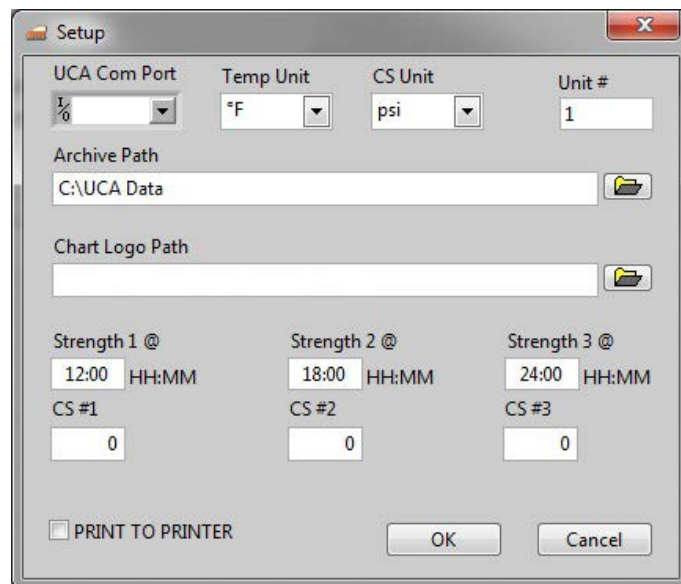 Setup
UCA Com Port Temp Unit CS Unit Unit #
I/O °F psi 1
Archive Path
C:\UCA Data
Chart Logo Path
Strength 1 @ Strength 2 @ Strength 3 @
12:00 HH:MM 18:00 HH:MM 24:00 HH:MM
CS #1 CS #2 CS #3
0 0 0
PRINT TO PRINTER OK Cancel